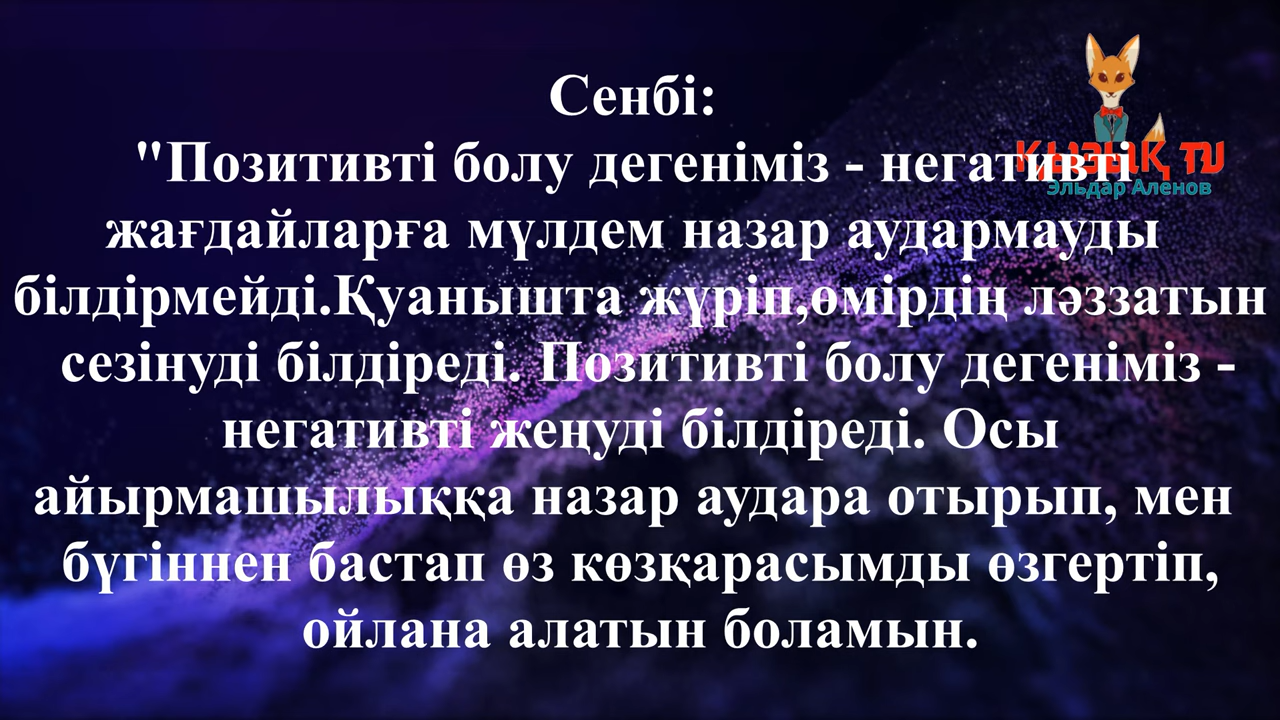 Сенбі:
"Позитивті болу дегеніміз - негативті
жағдайларға мүлдем назар аудармауды
білдірмейді.Қуанышта жүріп,өмірдің ләззатын
сезінуді білдіреді. Позитивті болу дегеніміз -
негативті жеңуді білдіреді. Осы
айырмашылыққа назар аудара отырып, мен
бүгіннен бастап өз көзқарасымды өзгертіп,
ойлана алатын боламын.
ҚЫЗЫҚ TV
Эльдар Аленов